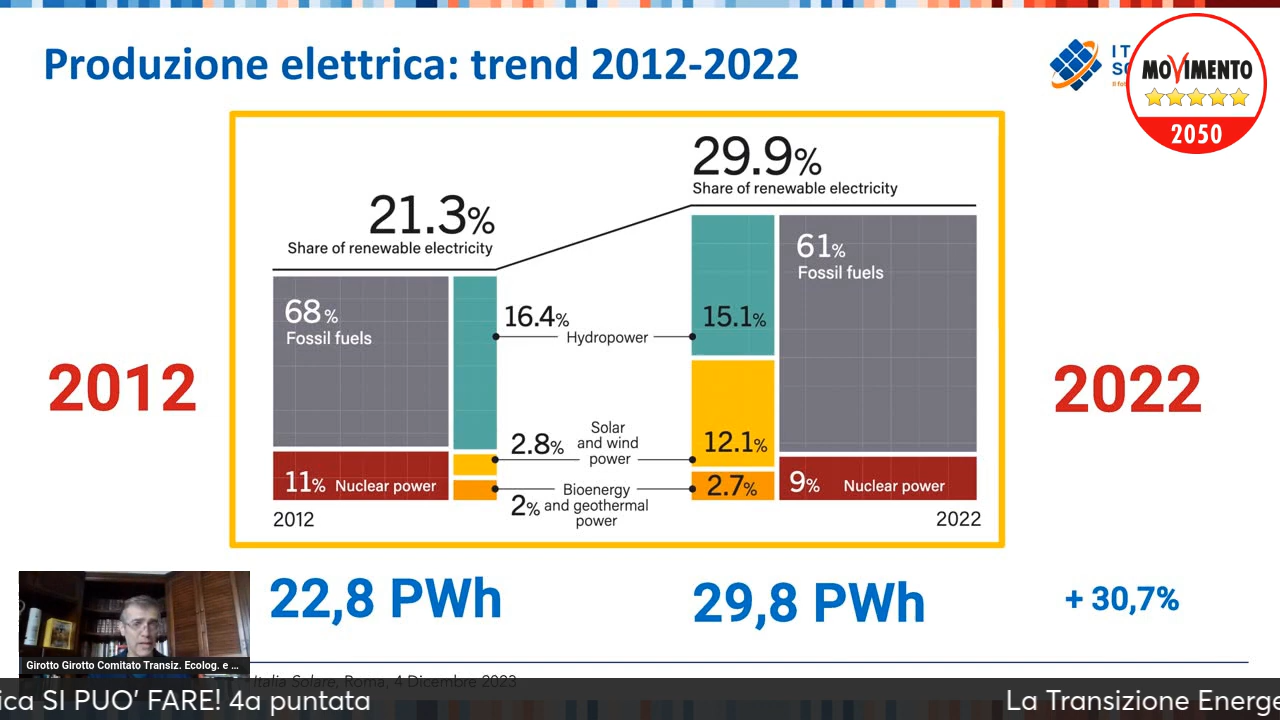 Produzione elettrica: trend 2012-2022
IT
SO
MOVIMENTO
2050
29.9%
Share of renewable electricity
21.3%
Share of renewable electricity
68%
Fossil fuels
16.4%
Hydropower
15.1%
61%
Fossil fuels
2012
2022
2.8%
Solar
and wind
power
12.1%
11% Nuclear power
2%
Bioenergy
and geothermal
power
2.7%
9% Nuclear power
2012
2022
22,8 PWh
29,8 PWh
+ 30,7%
Girotto Girotto Comitato Transiz. Ecolog. e ...
Italia Solare, Roma, 4 Dicembre 2023
ica SI PUO' FARE! 4a puntata
La Transizione Energe